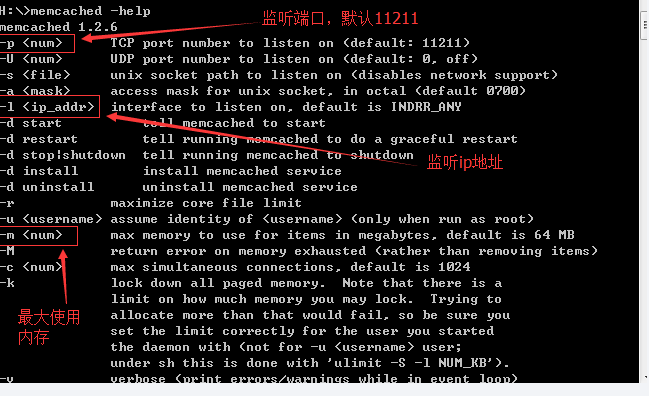 监听端口，默认11211
H:\>memcached -help
memcached 1.2.6
-p <num> TCP port number to listen on (default: 11211)
-U <num> UDP port number to listen on (default: 0, off)
-s <file> unix socket path to listen on (disables network support)
-a <mask> access mask for unix socket, in octal (default 0700)
-l <ip_addr> interface to listen on, default is INDRR_ANY
-d start tell memcached to start
-d restart tell running memcached to do a graceful restart
-d stop|shutdown tell running memcached to shutdown
监听ip地址
-d install install memcached service
-d uninstall uninstall memcached service
-r maximize core file limit
-u <username> assume identity of <username> (only when run as root)
-m <num> max memory to use for items in megabytes, default is 64 MB
-M return error on memory exhausted (rather than removing items)
-c <num> max simultaneous connections, default is 1024
-k lock down all paged memory. Note that there is a
limit on how much memory you may lock. Trying to
allocate more than that would fail, so be sure you
set the limit correctly for the user you started
the daemon with (not for -u <username> user;
under sh this is done with 'ulimit -S -l NUM_KB').
-v verbose (print errors/warnings while in event loop)
最大使用
内存